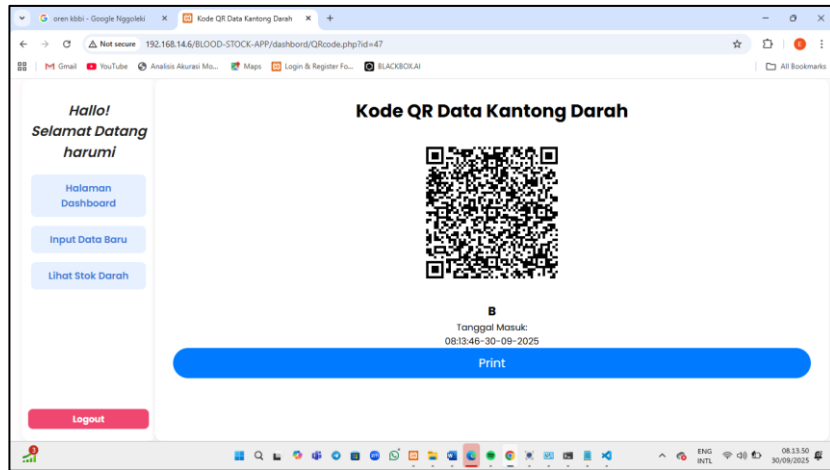 oren kbbi - Google Nggoleki
Kode QR Data Kantong Darah
Not secure 192.168.14.6/BLOOD-STOCK-APP/dashbord/QRcode.php?id=47
Gmail YouTube Analisis Akurasi Mo... Maps Login & Register Fo... BLACKBOX.AI All Bookmarks
Hallo!
Selamat Datang
harumi
Halaman
Dashboard
Input Data Baru
Lihat Stok Darah
Logout
Kode QR Data Kantong Darah
B
Tanggal Masuk:
08:13:46-30-09-2025
Print
3
ENG
INTL
08.13.50
30/09/2025